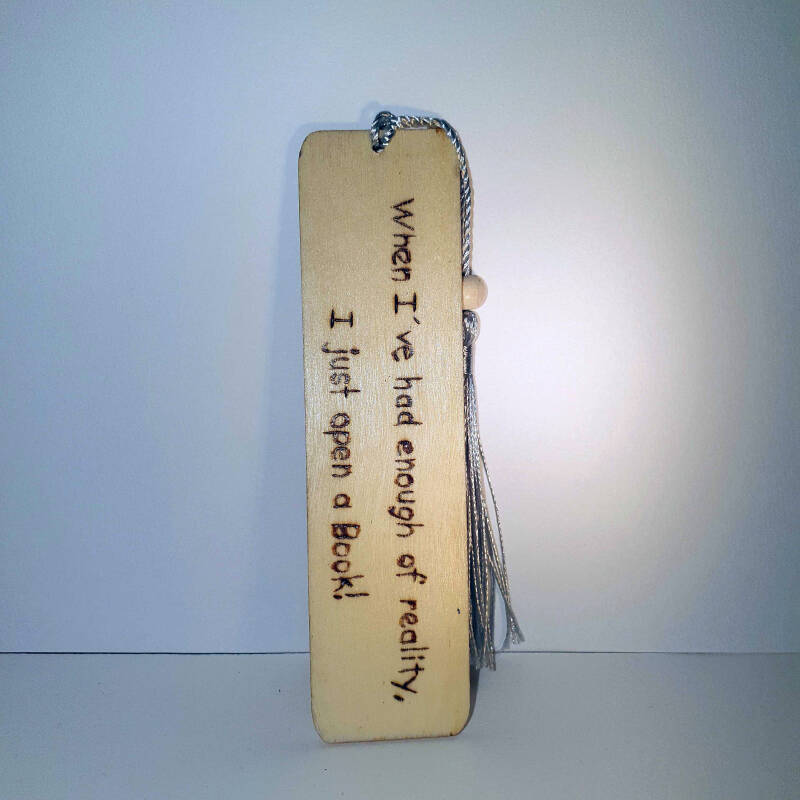 When I've had enough of reality,
I just open a Book!